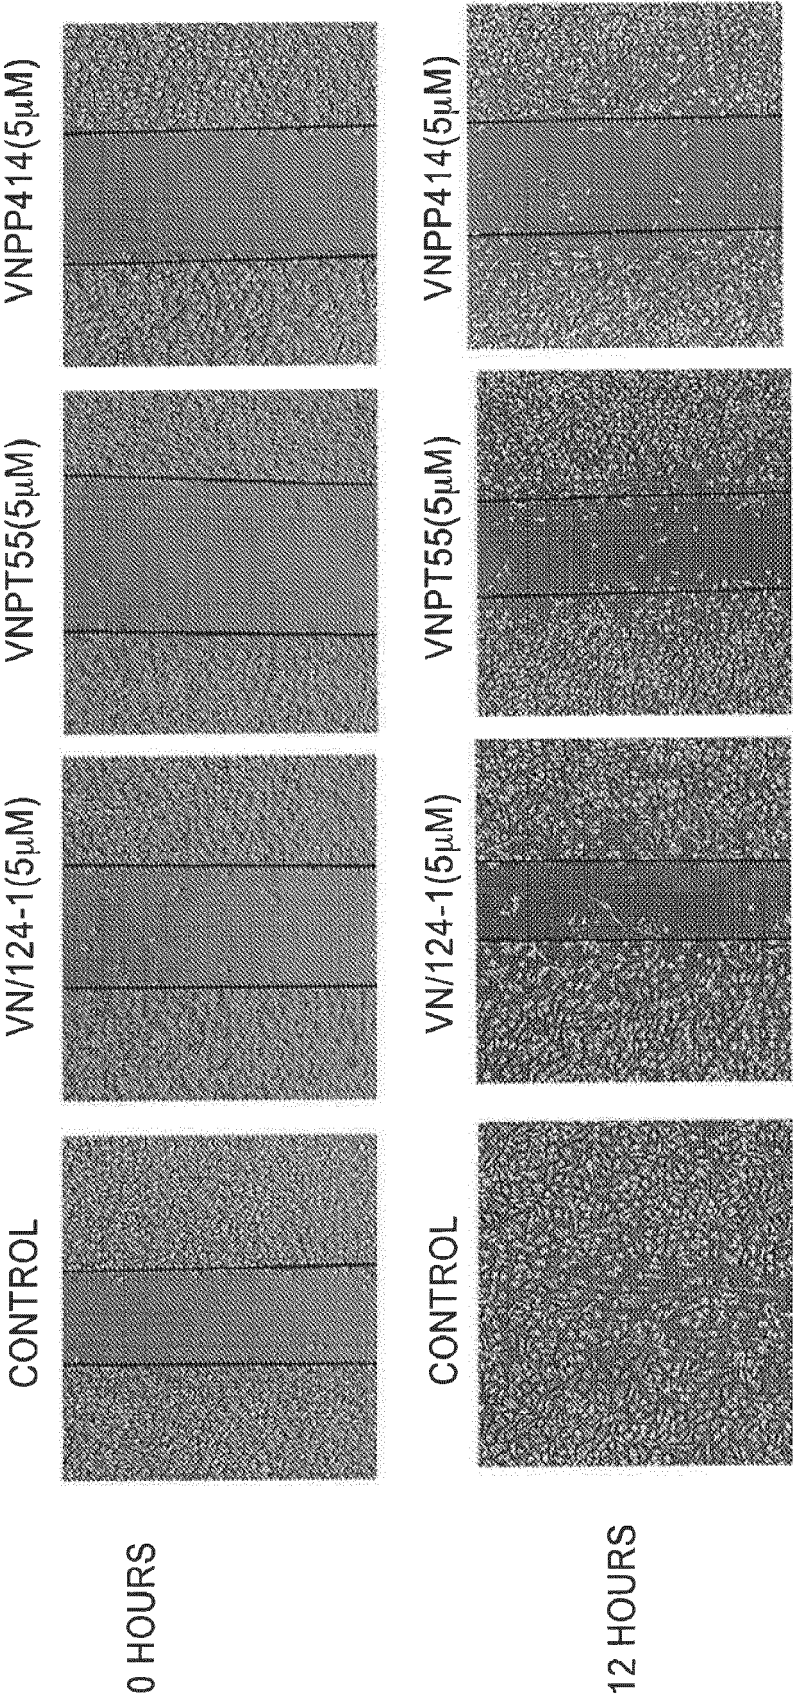 CONTROL
VN/124-1(5μM)
VNPT55(5μM)
VNPP414(5μM)
0 HOURS
CONTROL
VN/124-1(5μM)
VNPT55(5μM)
VNPP414(5μM)
12 HOURS